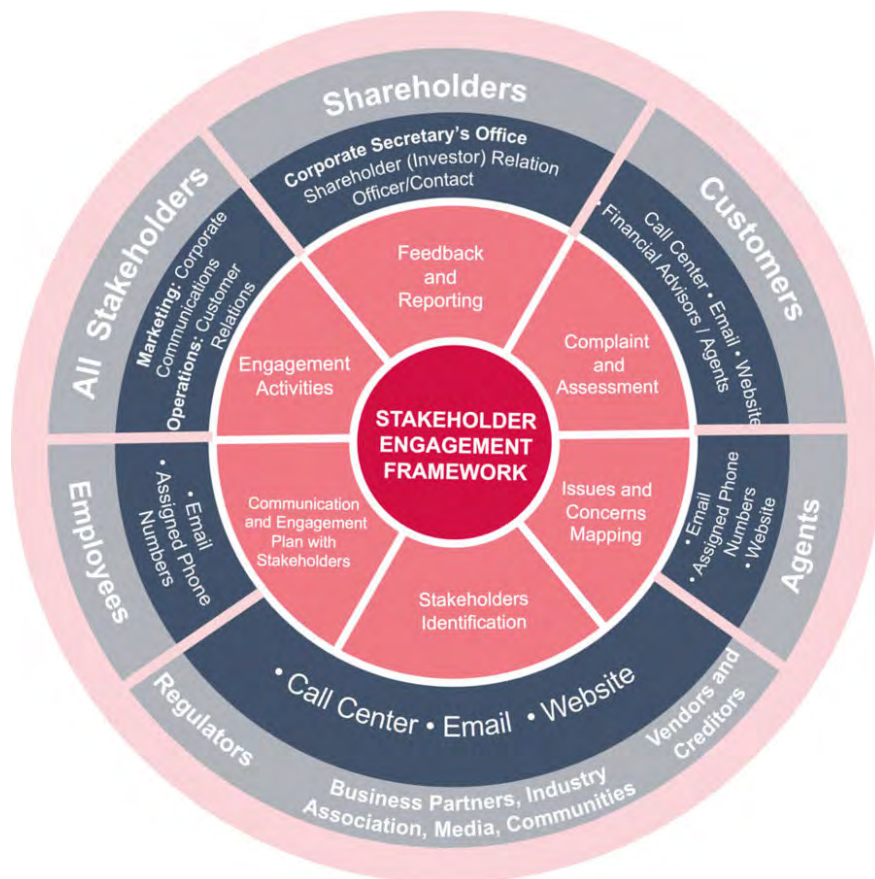 Shareholders
Corporate Secretary's Office
Shareholder (Investor) Relation
Officer/Contact
Customers
Call Center • Email • Website
• Financial Advisors / Agents
All Stakeholders
Marketing: Corporate
Communications
Operations: Customer
Relations
Feedback
and
Reporting
Engagement
Activities
Complaint
and
Assessment
STAKEHOLDER
ENGAGEMENT
FRAMEWORK
Communication
and Engagement
Plan with
Stakeholders
Issues and
Concerns
Mapping
Stakeholders
Identification
Employees
• Email
• Assigned Phone
Numbers
Agents
• Email
• Assigned Phone
Numbers
• Website
• Call Center • Email • Website
Regulators
Business Partners, Industry
Association, Media, Communities
Vendors and
Creditors